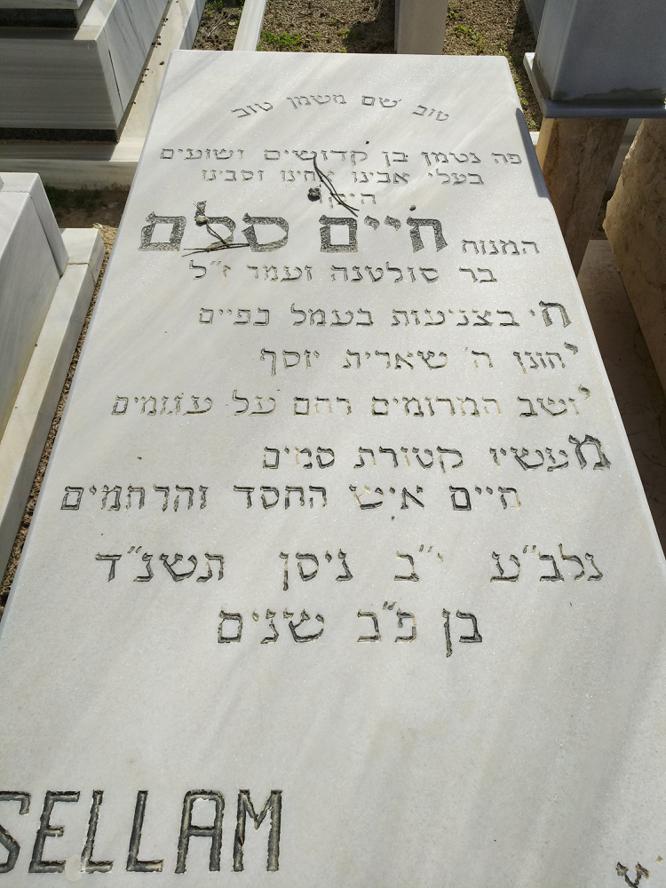 טוב שם משמן טוב
פה נטמן בן קדושים ושועים
בעלי אבינו אחינו וסבינו
היקר
המנוח חיים סלם
בר סולטנה ועמר ז״ל
חי בצניעות בעמל כפיים
יחונן ה׳ שארית יוסף
יושב המרומים רחם על
מעשיו קטורת סמים
חיים איש החסד והרחמים
נלב״ע י״ב ניסן תשנ״ד
בן פ״ב שנים
SELLAM